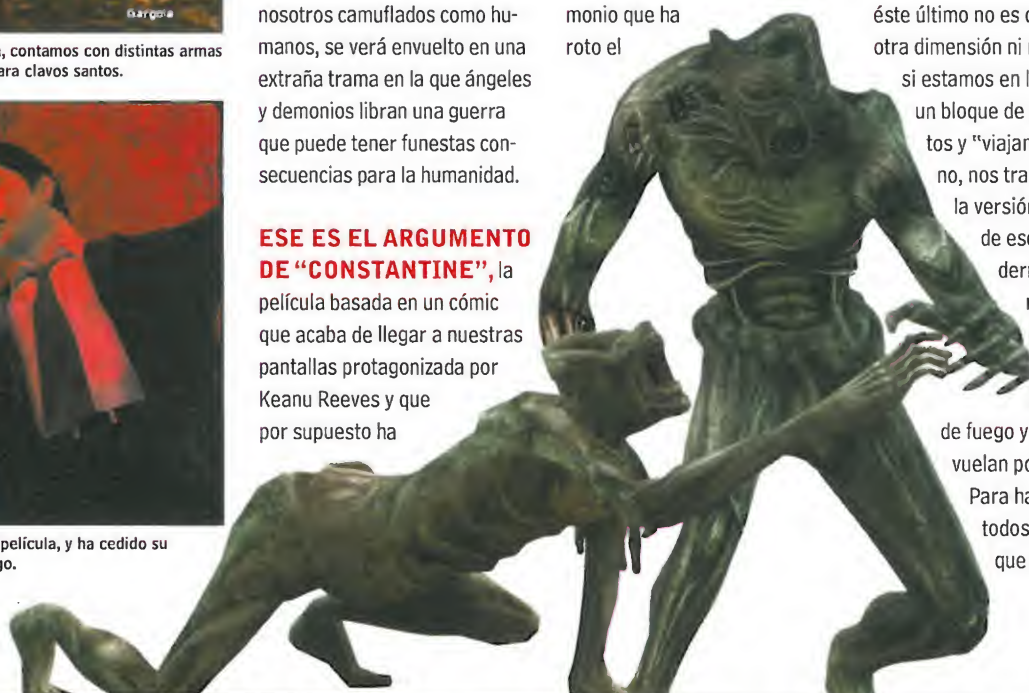 Gárgola
, contamos con distintas armas
ara clavos santos.
película, y ha cedido su
go.
nosotros camuflados como hu-
manos, se verá envuelto en una
extraña trama en la que ángeles
y demonios libran una guerra
que puede tener funestas con-
secuencias para la humanidad.
ESE ES EL ARGUMENTO
DE “CONSTANTINE”, la
película basada en un cómic
que acaba de llegar a nuestras
pantallas protagonizada por
Keanu Reeves y que
por supuesto ha
monio que ha
roto el
éste último no es
otra dimensión ni
si estamos en
un bloque de
tos y “viajar
no, nos tra
la versión
de es
der
de fuego y
vuelan po
Para ha
todos
que